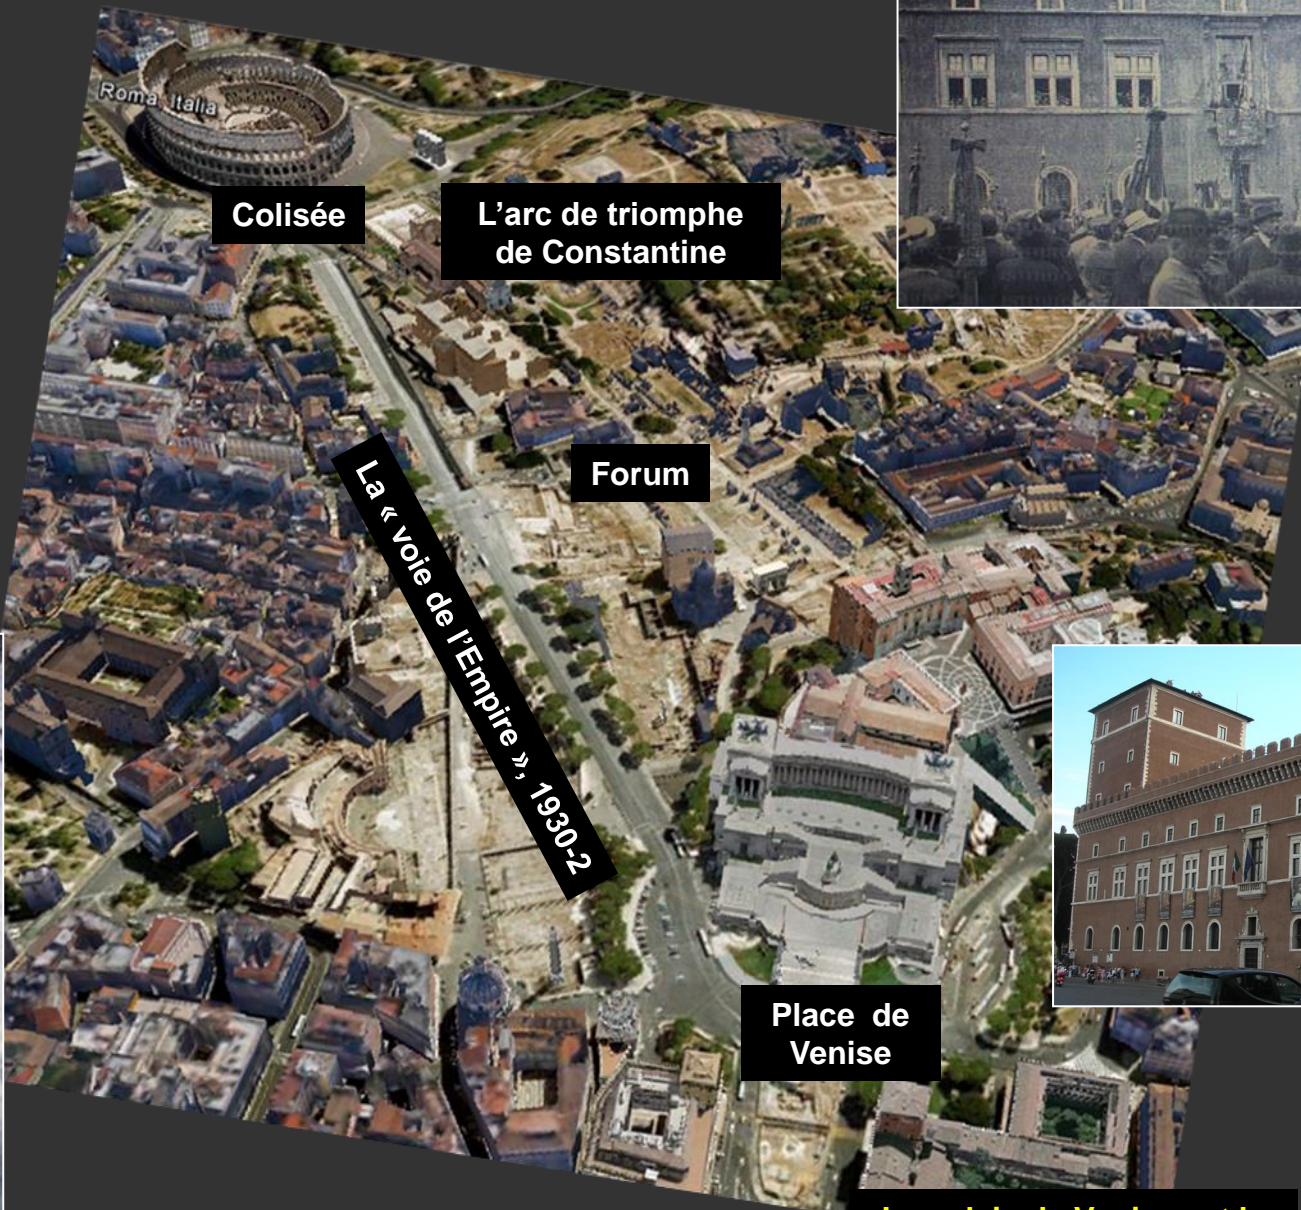 Roma, Italia
Colisée
L’arc de triomphe
de Constantine
Forum
La « voie de l’Empire », 1930-2
Place de
Venise